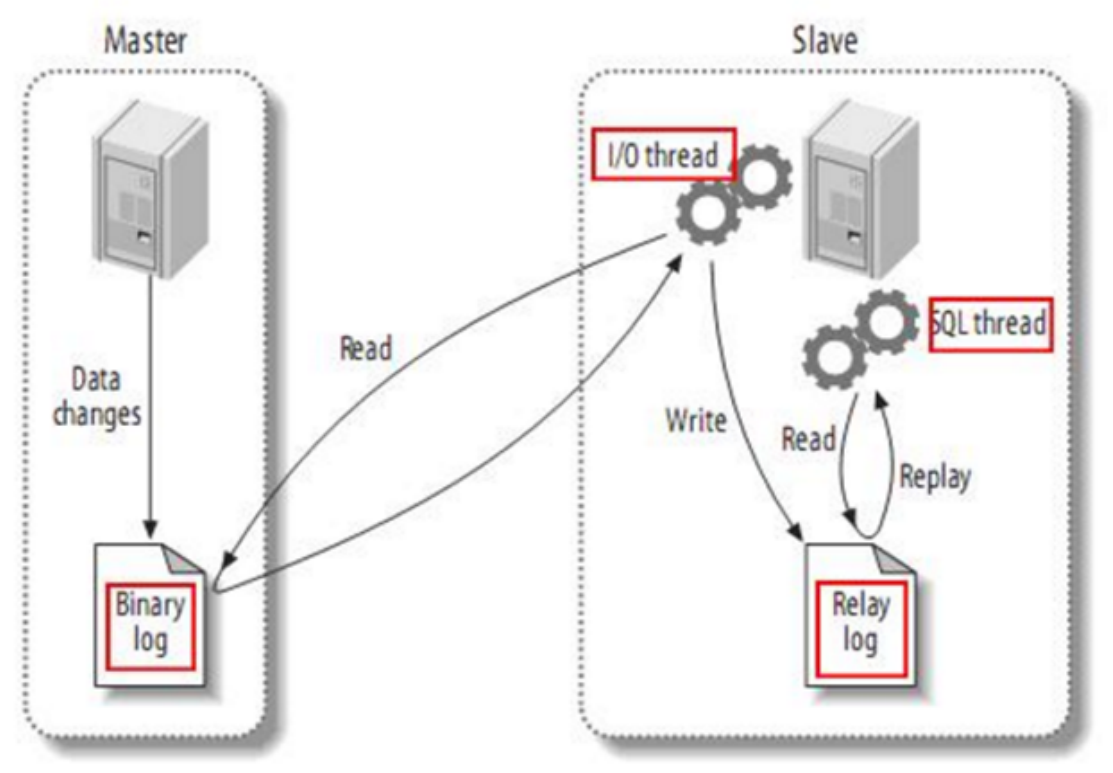 Master
Slave
I/O thread
SQL thread
Read
Data
changes
Write
Read
Replay
Binary
log
Relay
log